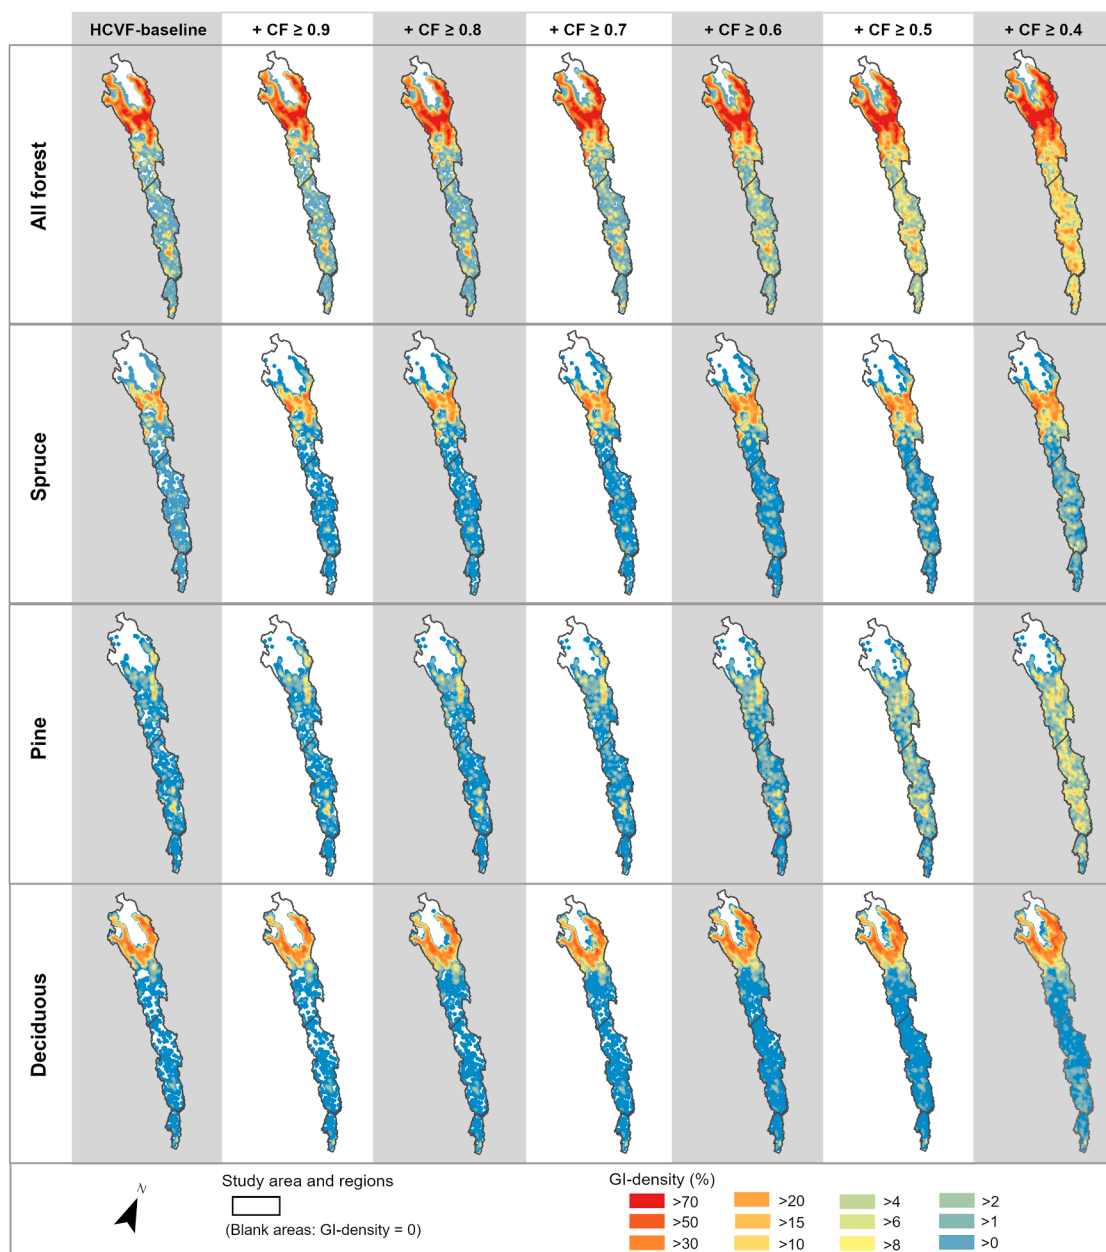 HCVF-baseline + CF ≥ 0.9 + CF ≥ 0.8 + CF ≥ 0.7 + CF ≥ 0.6 + CF ≥ 0.5 + CF ≥ 0.4
All forest
Spruce
Pine
Deciduous
N
Study area and regions
(Blank areas: GI-density = 0)
GI-density (%)
>70 >20 >4 >2
>50 >15 >6 >1
>30 >10 >8 >0